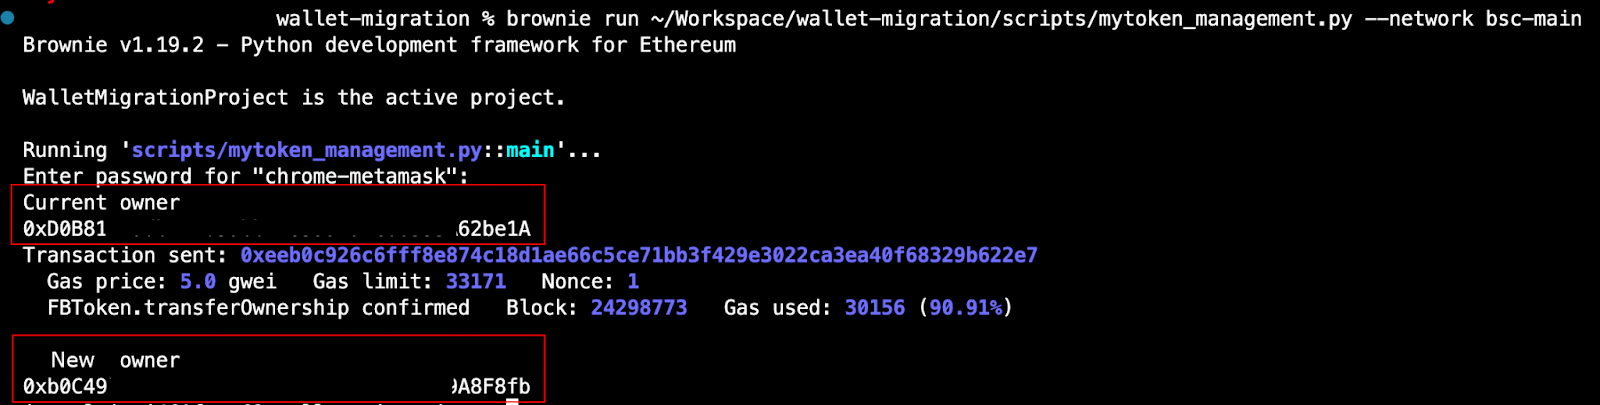 wallet-migration % brownie run ~/Workspace/wallet-migration/scripts/mytoken_management.py --network bsc-main
Brownie v1.19.2 - Python development framework for Ethereum
WalletMigrationProject is the active project.
Running 'scripts/mytoken_management.py::main'...
Enter password for "chrome-metamask":
Current owner
0xD0B81 62be1A
Transaction sent: 0xeeb0c926c6fff8e874c18d1ae66c5ce71bb3f429e3022ca3ea40f68329b622e7
Gas price: 5.0 gwei Gas limit: 33171 Nonce: 1
FBToken.transferOwnership confirmed Block: 24298773 Gas used: 30156 (90.91%)
New owner
0xb0C49 A8F8fb